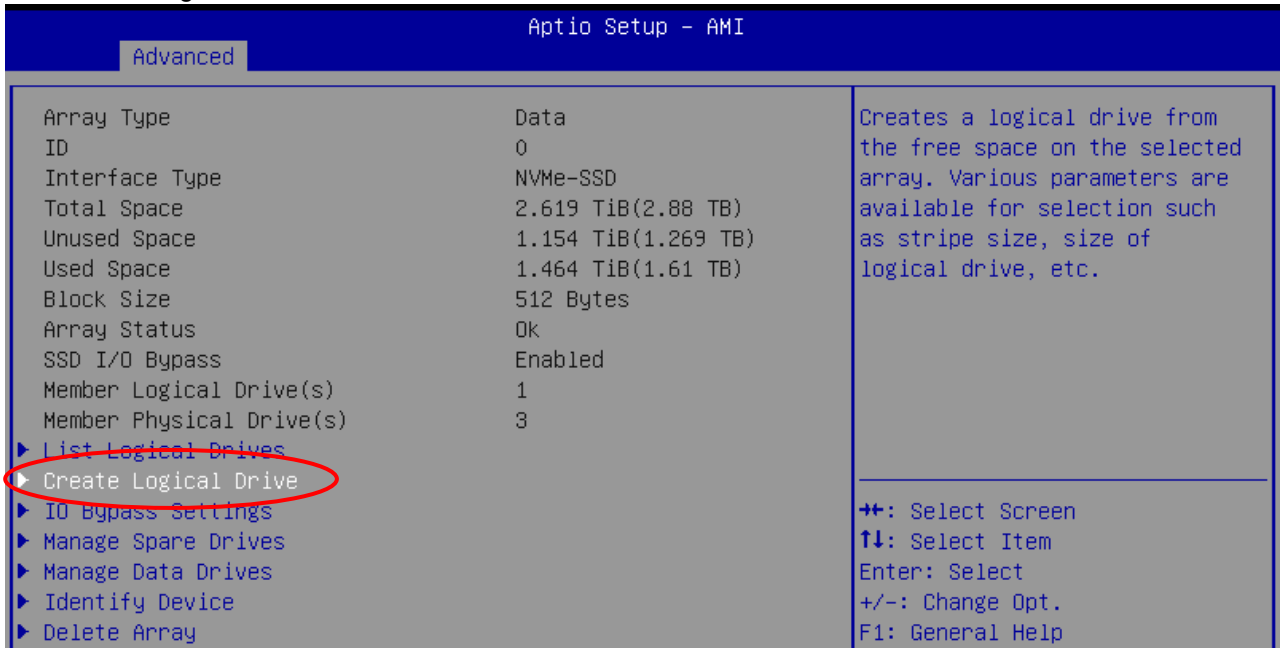 Aptio Setup – AMI
Advanced
Array Type Data
ID 0
Interface Type NVMe-SSD
Total Space 2.619 TiB(2.88 TB)
Unused Space 1.154 TiB(1.269 TB)
Used Space 1.464 TiB(1.61 TB)
Block Size 512 Bytes
Array Status Ok
SSD I/O Bypass Enabled
Member Logical Drive(s) 1
Member Physical Drive(s) 3
List Logical Drives
Create Logical Drive
IO Bypass Settings
Manage Spare Drives
Manage Data Drives
Identify Device
Delete Array
Creates a logical drive from
the free space on the selected
array. Various parameters are
available for selection such
as stripe size, size of
logical drive, etc.
→←: Select Screen
↑↓: Select Item
Enter: Select
+/-: Change Opt.
F1: General Help